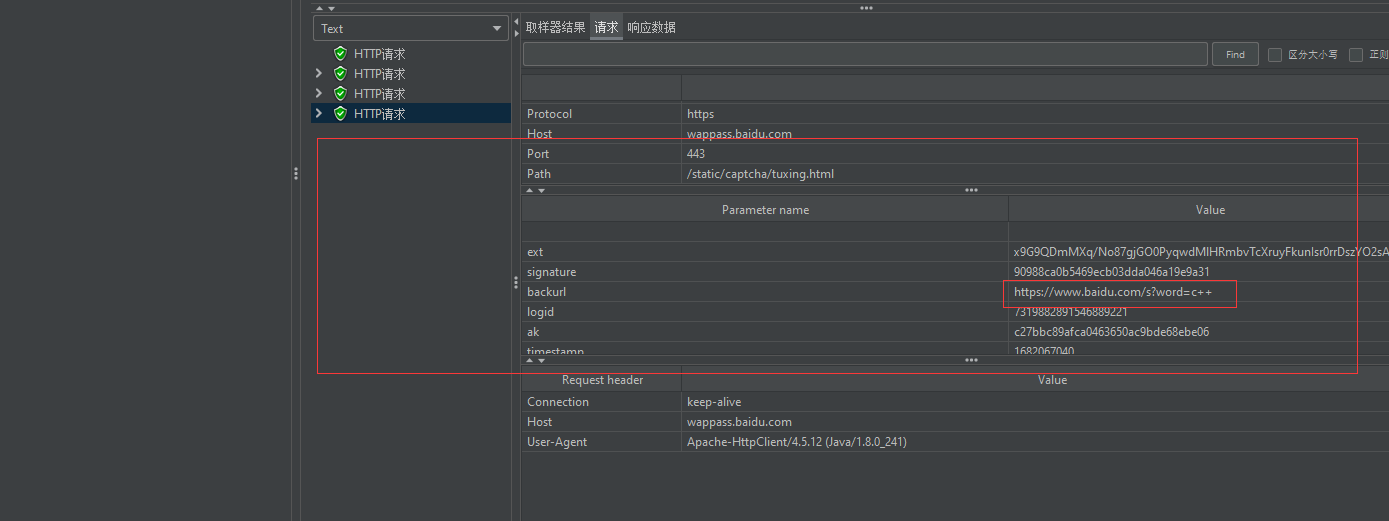 Text
取样器结果 请求 响应数据
HTTP请求
HTTP请求
HTTP请求
HTTP请求
Find 区分大小写 正则
Protocol https
Host wappass.baidu.com
Port 443
Path /static/captcha/tuxing.html
Parameter name Value
ext x9G9QDmMXq/No87gjGO0PyqwdMIHRmbvTcXruyFkunlsr0rrDszYO2sA
signature 90988ca0b5469ecb03dda046a19e9a31
backurl https://www.baidu.com/s?word=c++
logid 7319882891546889221
ak c27bbc89afca0463650ac9bde68ebe06
timestamp 1682067040
Request header Value
Connection keep-alive
Host wappass.baidu.com
User-Agent Apache-HttpClient/4.5.12 (Java/1.8.0_241)